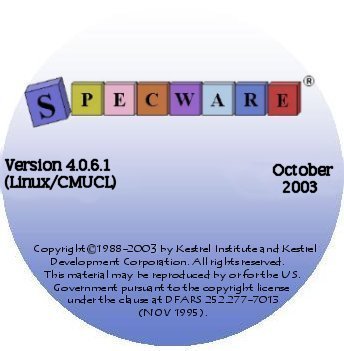 SPECWARE®
Version 4.0.6.1
(Linux/CMUCL)
October
2003
Copyright©1988-2003 by Kestrel Institute and Kestrel
Development Corporation. All rights reserved.
This material may be reproduced by or for the U.S.
Government pursuant to the copyright license
under the clause at DFARS 252.277-7013
(NOV 1995).